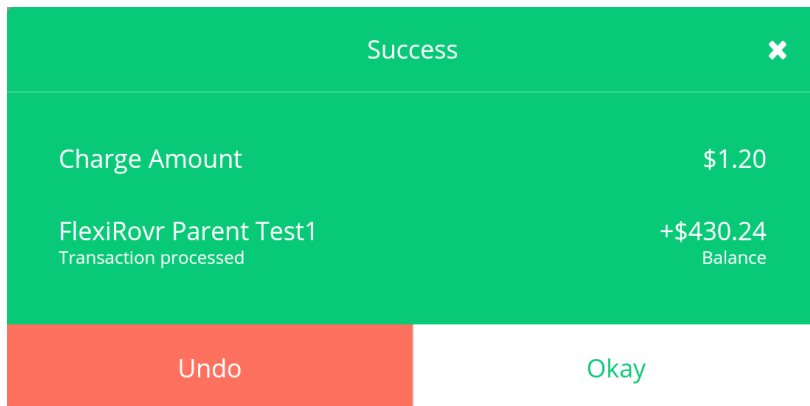 Success
Charge Amount $1.20
FlexiRovr Parent Test1 +$430.24
Transaction processed Balance
Undo Okay